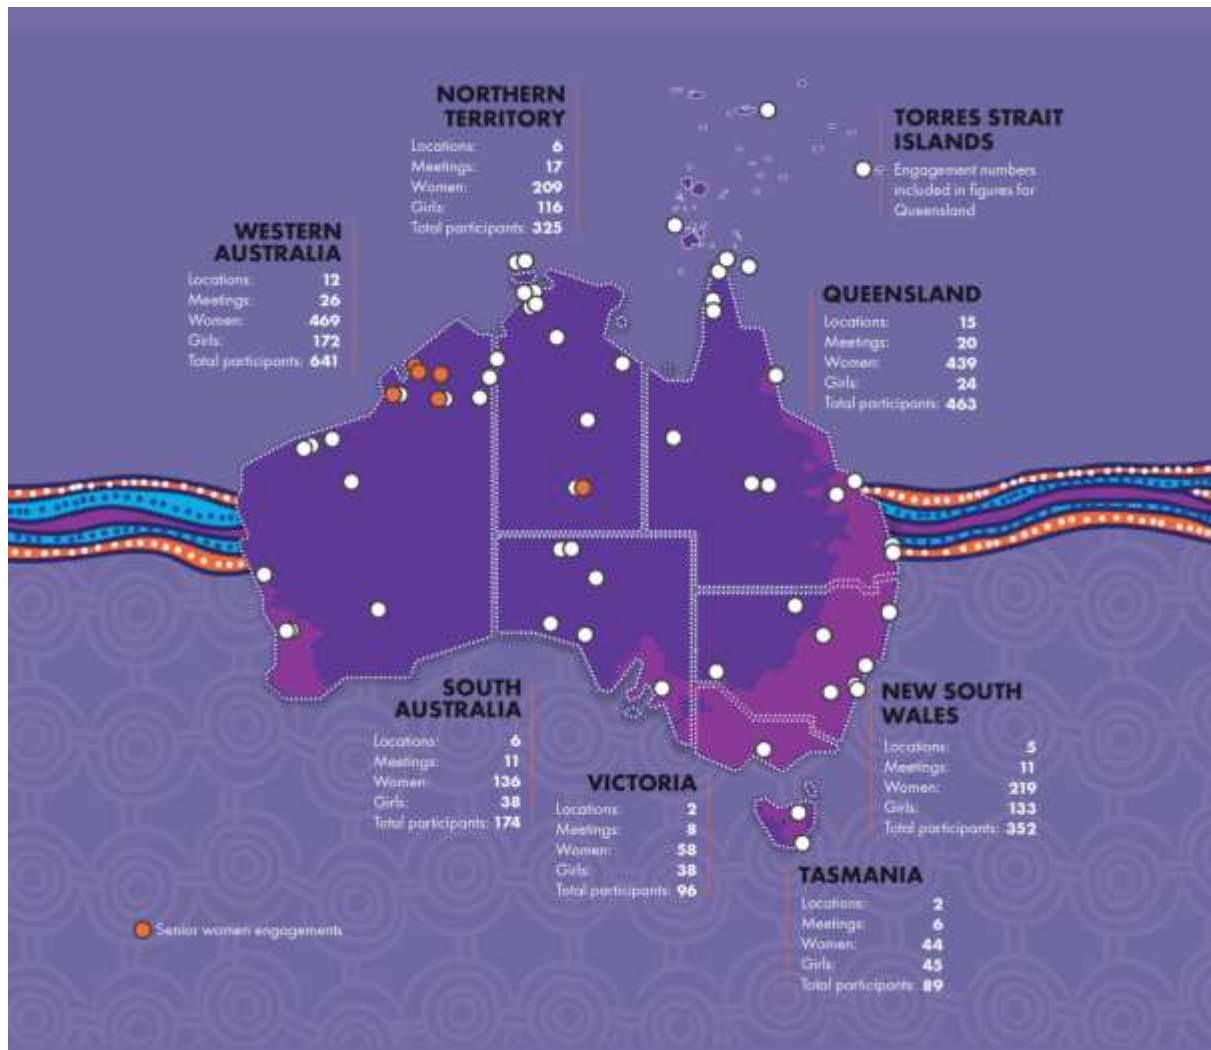 NORTHERN
TERRITORY
Locations: 6
Meetings: 17
Women: 209
Girls: 116
Total participants: 325
TORRES STRAIT
ISLANDS
Engagement numbers
included in figures for
Queensland
WESTERN
AUSTRALIA
Locations: 12
Meetings: 26
Women: 469
Girls: 172
Total participants: 641
QUEENSLAND
Locations: 15
Meetings: 20
Women: 439
Girls: 24
Total participants: 463
SOUTH
AUSTRALIA
Locations: 6
Meetings: 11
Women: 136
Girls: 38
Total participants: 174
VICTORIA
Locations: 2
Meetings: 8
Women: 58
Girls: 38
Total participants: 96
NEW SOUTH
WALES
Locations: 5
Meetings: 11
Women: 219
Girls: 133
Total participants: 352
TASMANIA
Locations: 2
Meetings: 6
Women: 44
Girls: 45
Total participants: 89
Senior women engagements